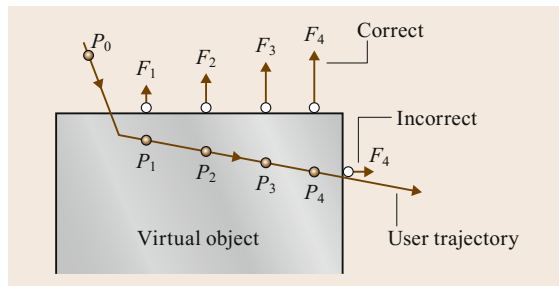 P0
F1
F2
F3
F4
Correct
Incorrect
F4
P1
P2
P3
P4
Virtual object
User trajectory